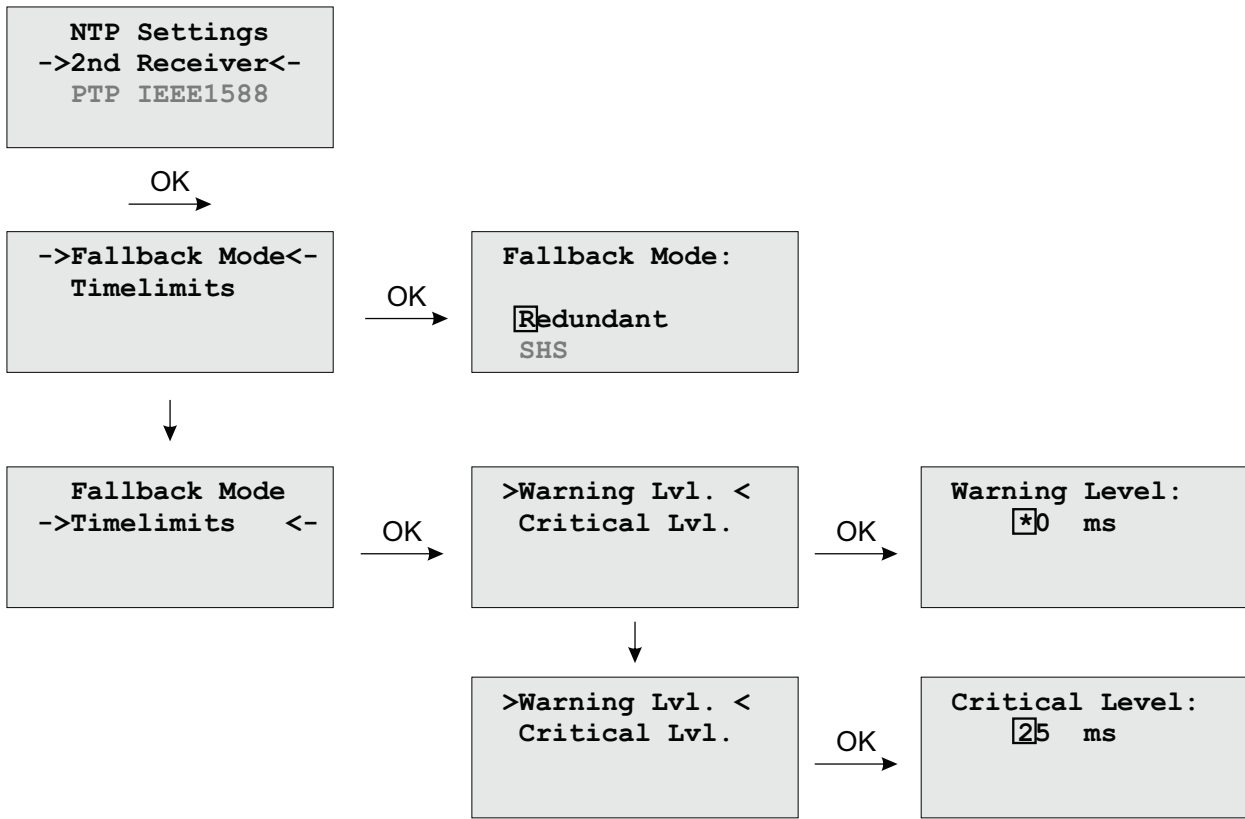 NTP Settings
->2nd Receiver<-
PTP IEEE1588
OK
->Fallback Mode<-
Timelimits
OK
Fallback Mode:
Redundant
SHS
Fallback Mode
->Timelimits <-
OK
>Warning Lvl. <
Critical Lvl.
OK
Warning Level:
*0 ms
>Warning Lvl. <
Critical Lvl.
OK
Critical Level:
25 ms